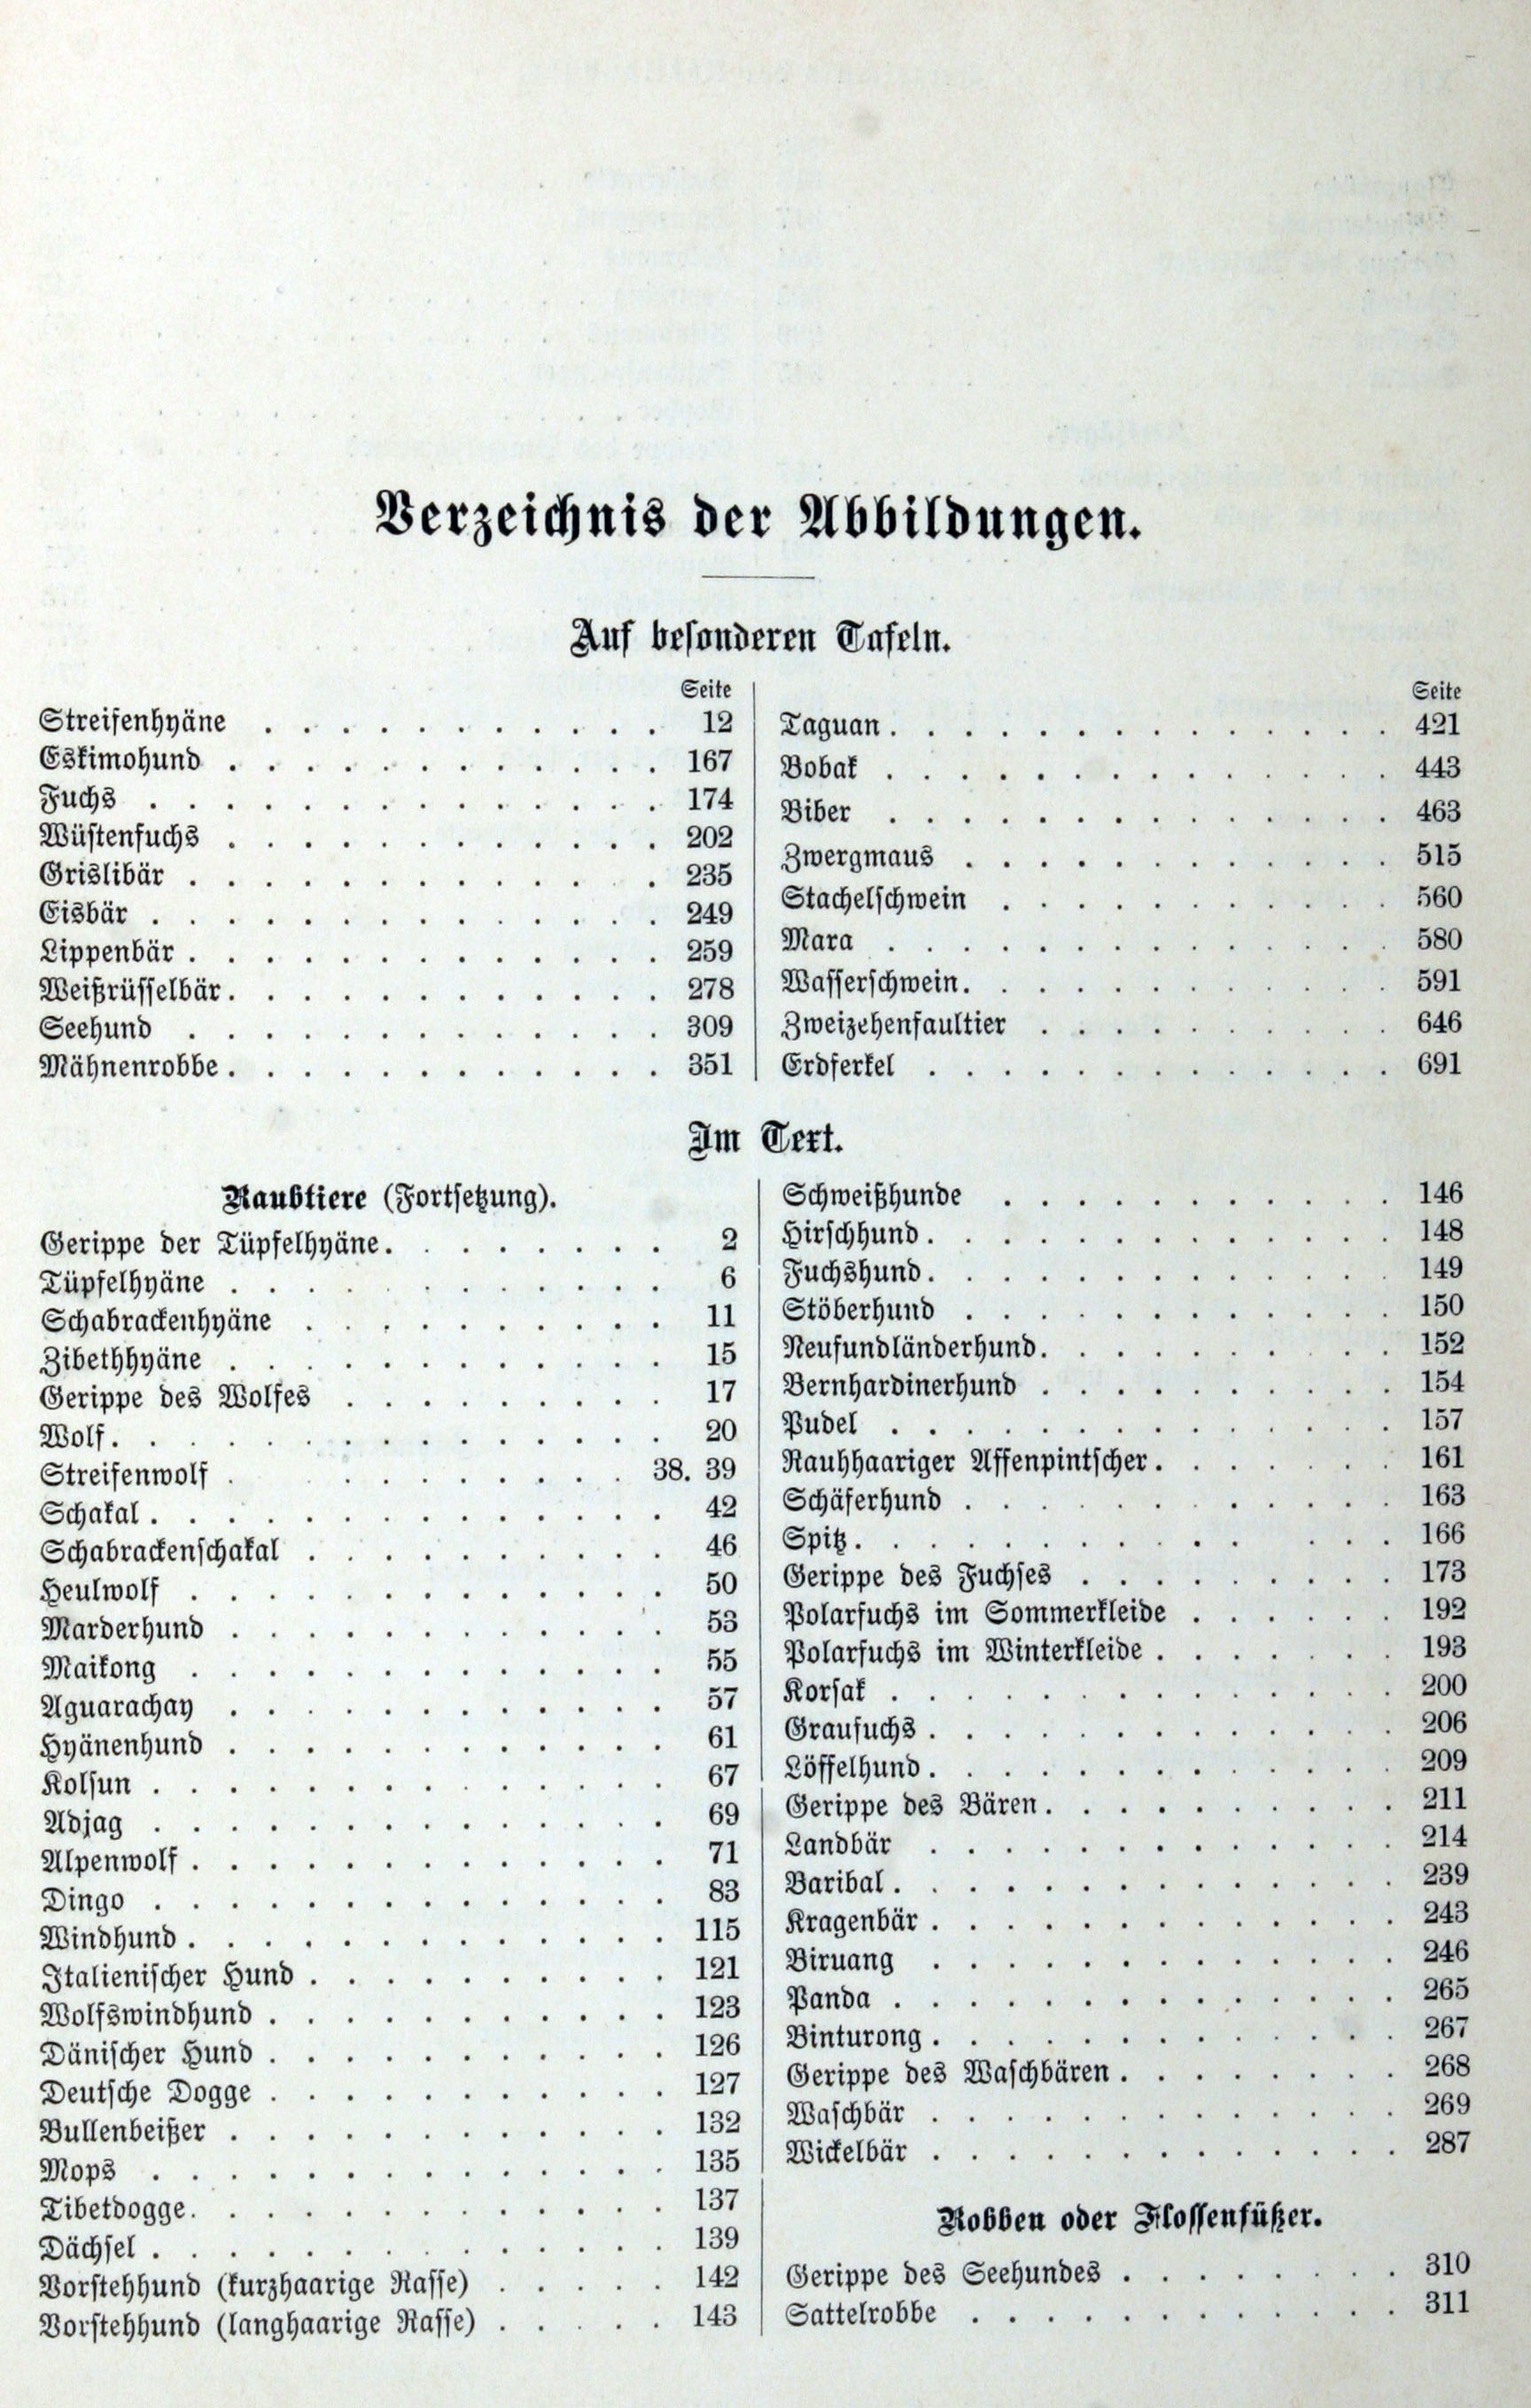 Verzeichnis der Abbildungen.
Auf besonderen Tafeln.
Seite
Streifenhyäne . . . . . . . . . . . 12
Eskimohund . . . . . . . . . . . . 167
Fuchs . . . . . . . . . . . . . . 174
Wüstenfuchs . . . . . . . . . . . . 202
Grislibär . . . . . . . . . . . . . 235
Eisbär . . . . . . . . . . . . . . 249
Lippenbär . . . . . . . . . . . . . 259
Weißrüsselbär . . . . . . . . . . . . 278
Seehund . . . . . . . . . . . . . 309
Mähnenrobbe . . . . . . . . . . . . 351
Seite
Taguan . . . . . . . . . . . . . . 421
Bobak . . . . . . . . . . . . . . 443
Biber . . . . . . . . . . . . . . 463
Zwergmaus . . . . . . . . . . . . 515
Stachelschwein . . . . . . . . . . . 560
Mara . . . . . . . . . . . . . . 580
Wasserschwein . . . . . . . . . . . . 591
Zweizehenfaultier . . . . . . . . . . 646
Erdferkel . . . . . . . . . . . . . 691
Im Text.
Raubtiere (Fortsetzung).
Gerippe der Tüpfelhyäne . . . . . . . . 2
Tüpfelhyäne . . . . . . . . . . . . 6
Schabrackenhyäne . . . . . . . . . . 11
Zibethhyäne . . . . . . . . . . . . 15
Gerippe des Wolfes . . . . . . . . . 17
Wolf . . . . . . . . . . . . . . . 20
Streifenwolf . . . . . . . . . . 38. 39
Schakal . . . . . . . . . . . . . . 42
Schabrackenschakal . . . . . . . . . . 46
Heulwolf . . . . . . . . . . . . . 50
Marderhund . . . . . . . . . . . . 53
Maikong . . . . . . . . . . . . . 55
Aguarachay . . . . . . . . . . . . 57
Hyänenhund . . . . . . . . . . . . 61
Kolsun . . . . . . . . . . . . . . 67
Adjag . . . . . . . . . . . . . . 69
Alpenwolf . . . . . . . . . . . . . 71
Dingo . . . . . . . . . . . . . . 83
Windhund . . . . . . . . . . . . . 115
Italienischer Hund . . . . . . . . . . 121
Wolfswindhund . . . . . . . . . . . 123
Dänischer Hund . . . . . . . . . . . 126
Deutsche Dogge . . . . . . . . . . . 127
Bullenbeißer . . . . . . . . . . . . 132
Mops . . . . . . . . . . . . . . 135
Tibetdogge . . . . . . . . . . . . . 137
Dächsel . . . . . . . . . . . . . . 139
Vorstehhund (kurzhaarige Rasse) . . . . . 142
Vorstehhund (langhaarige Rasse) . . . . . 143
Schweißhunde . . . . . . . . . . . 146
Hirschhund . . . . . . . . . . . . . 148
Fuchshund . . . . . . . . . . . . . 149
Stöberhund . . . . . . . . . . . . 150
Neufundländerhund . . . . . . . . . . 152
Bernhardinerhund . . . . . . . . . . 154
Pudel . . . . . . . . . . . . . . 157
Rauhhaariger Affenpintscher . . . . . . . 161
Schäferhund . . . . . . . . . . . . 163
Spitz . . . . . . . . . . . . . . 166
Gerippe des Fuchses . . . . . . . . . 173
Polarfuchs im Sommerkleide . . . . . . 192
Polarfuchs im Winterkleide . . . . . . . 193
Korsak . . . . . . . . . . . . . . 200
Graufuchs . . . . . . . . . . . . . 206
Löffelhund . . . . . . . . . . . . . 209
Gerippe des Bären . . . . . . . . . . 211
Landbär . . . . . . . . . . . . . 214
Baribal . . . . . . . . . . . . . . 239
Kragenbär . . . . . . . . . . . . . 243
Biruang . . . . . . . . . . . . . 246
Panda . . . . . . . . . . . . . . 265
Binturong . . . . . . . . . . . . . 267
Gerippe des Waschbären . . . . . . . . 268
Waschbär . . . . . . . . . . . . . 269
Wickelbär . . . . . . . . . . . . . 287
Robben oder Flossenfüßer.
Gerippe des Seehundes . . . . . . . . 310
Sattelrobbe . . . . . . . . . . . . 311